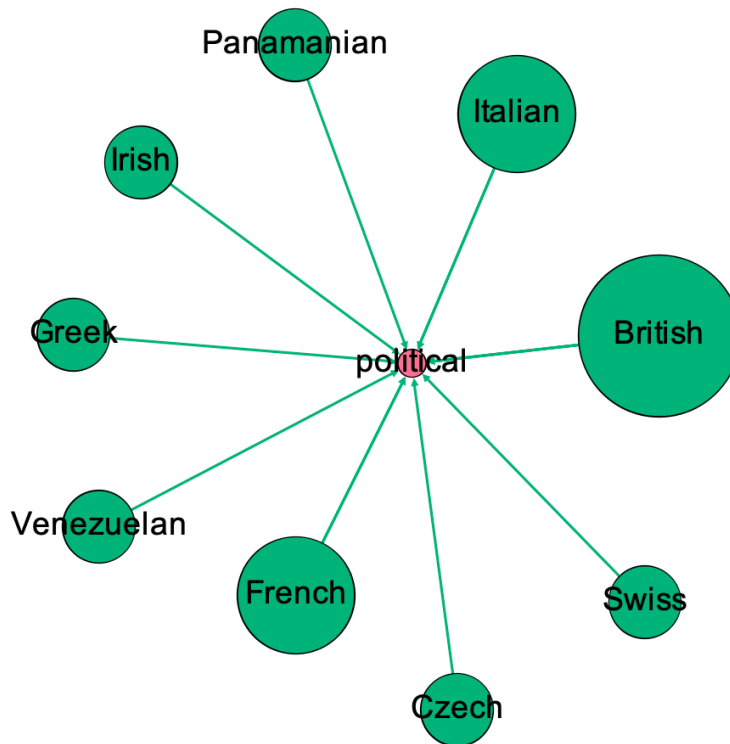 Panamanian
Italian
Irish
Greek
British
political
Venezuelan
French
Swiss
Czech